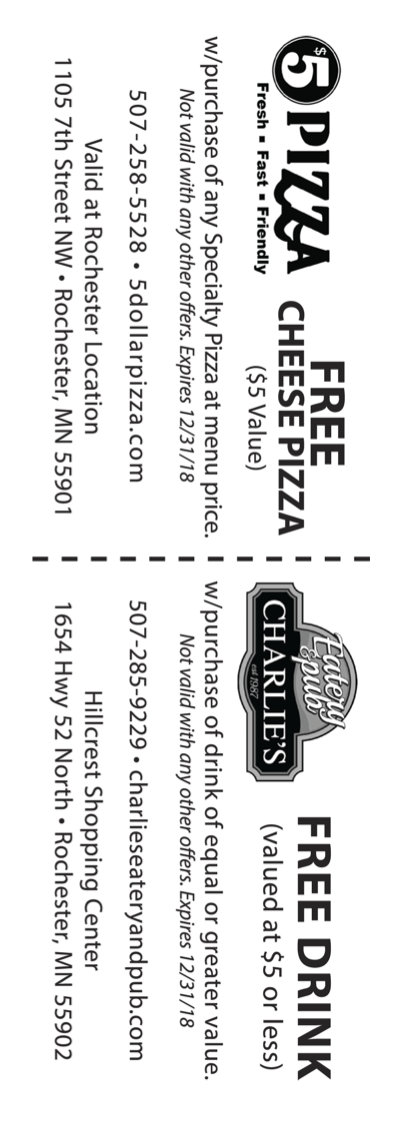 $5 PIZZA
Fresh ▪ Fast ▪ Friendly
FREE
CHEESE PIZZA
($5 Value)
w/purchase of any Specialty Pizza at menu price.
Not valid with any other offers. Expires 12/31/18
507-258-5528 • 5dollarpizza.com
Valid at Rochester Location
1105 7th Street NW • Rochester, MN 55901
Eatery
&pub
CHARLIE'S
est 1987
FREE DRINK
(valued at $5 or less)
w/purchase of drink of equal or greater value.
Not valid with any other offers. Expires 12/31/18
507-285-9229 • charlieseateryandpub.com
Hillcrest Shopping Center
1654 Hwy 52 North • Rochester, MN 55902